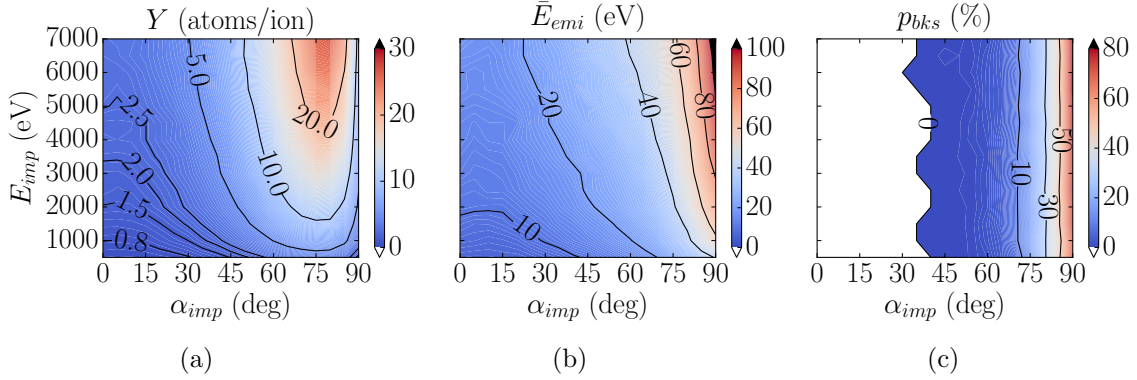 Y (atoms/ion)
7000
6000
5000
4000
3000
2000
1000
E_imp (eV)
5.0
2.5
20.0
10.0
2.0
1.5
0.8
0 15 30 45 60 75 90
α_imp (deg)
30
20
10
0
(a)
Ē_emi (eV)
60
20
40
80
10
0 15 30 45 60 75 90
α_imp (deg)
100
80
60
40
20
0
(b)
p_bks (%)
0
50
10
30
0 15 30 45 60 75 90
α_imp (deg)
80
60
40
20
0
(c)